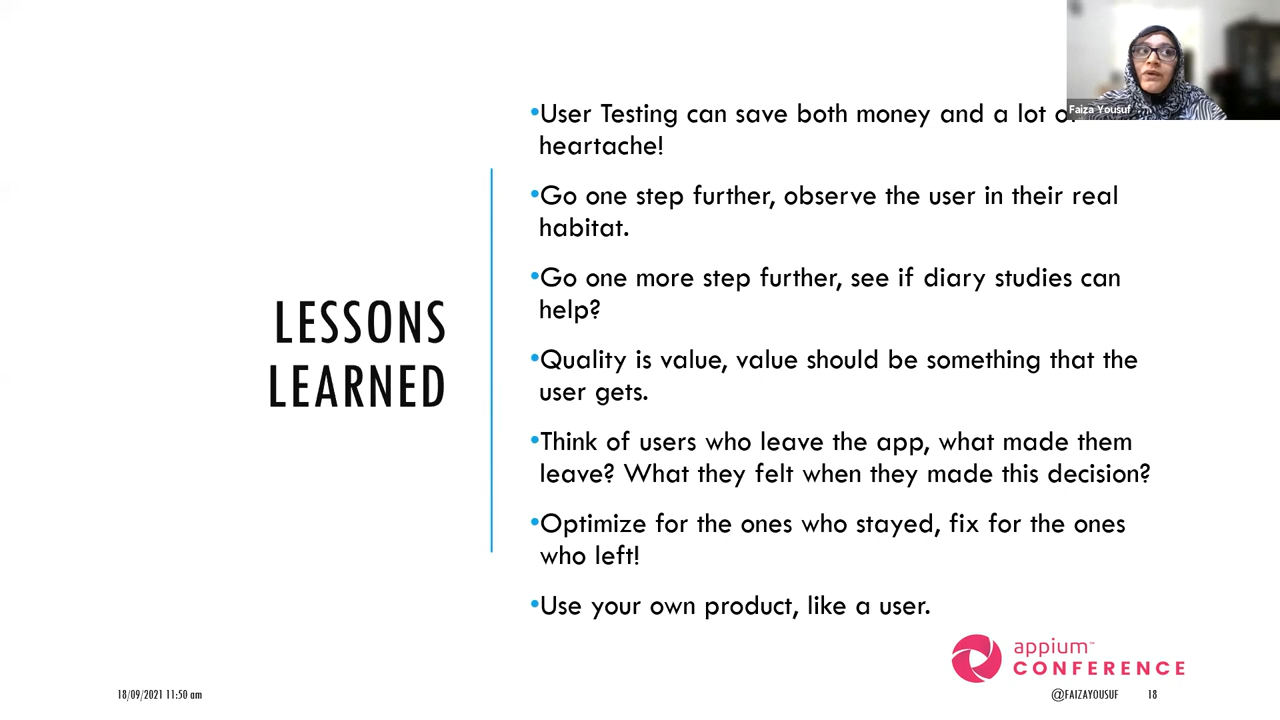 Faiza Yousuf
•User Testing can save both money and a lot of
heartache!
•Go one step further, observe the user in their real
habitat.
•Go one more step further, see if diary studies can
help?
LESSONS
LEARNED
•Quality is value, value should be something that the
user gets.
•Think of users who leave the app, what made them
leave? What they felt when they made this decision?
•Optimize for the ones who stayed, fix for the ones
who left!
•Use your own product, like a user.
appium™
CONFERENCE
18/09/2021 11:50 am
@FAIZAYOUSUF
18